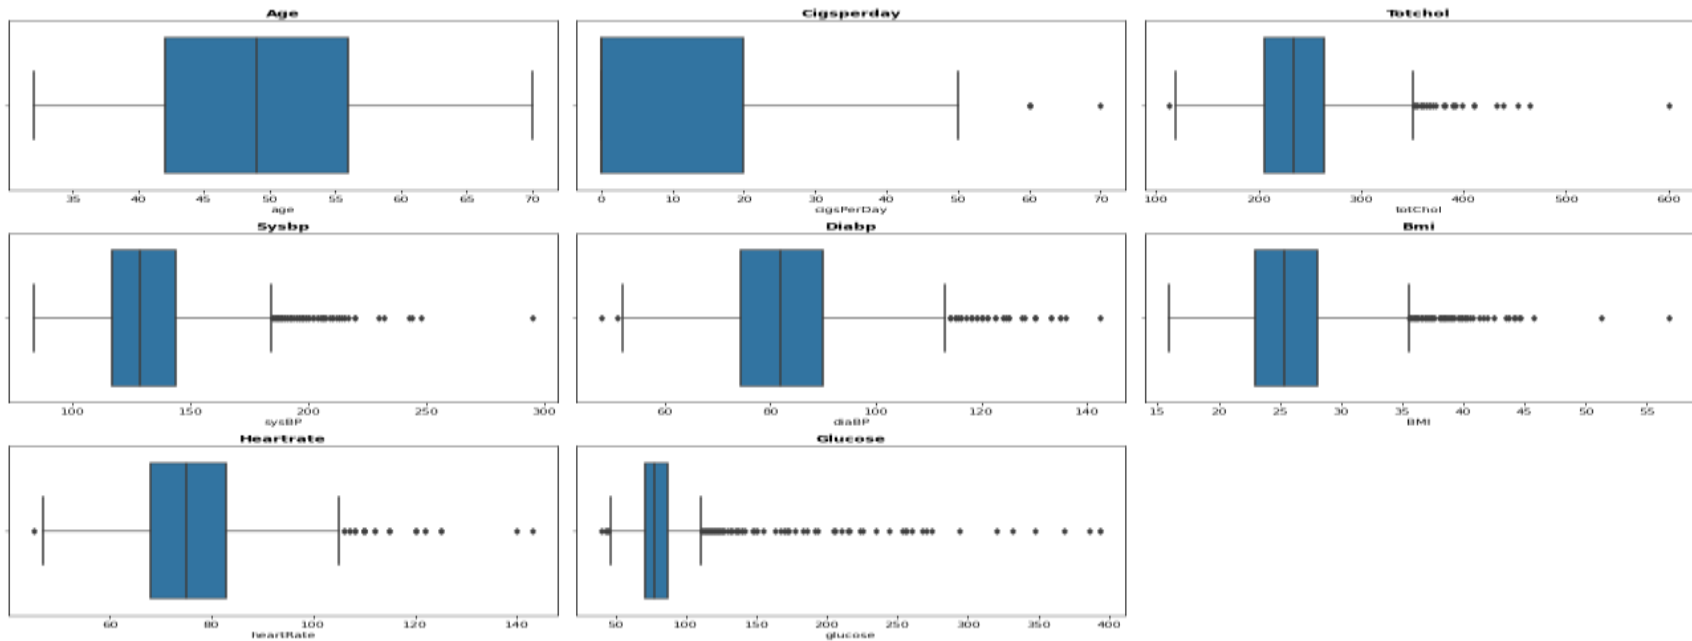 Age
35 40 45 50 55 60 65 70
age
Cigsperday
0 10 20 30 40 50 60 70
cigsPerDay
Totchol
100 200 300 400 500 600
totChol
Sysbp
100 150 200 250 300
sysBP
Diabp
60 80 100 120 140
diaBP
Bmi
15 20 25 30 35 40 45 50 55
BMI
Heartrate
60 80 100 120 140
heartRate
Glucose
50 100 150 200 250 300 350 400
glucose